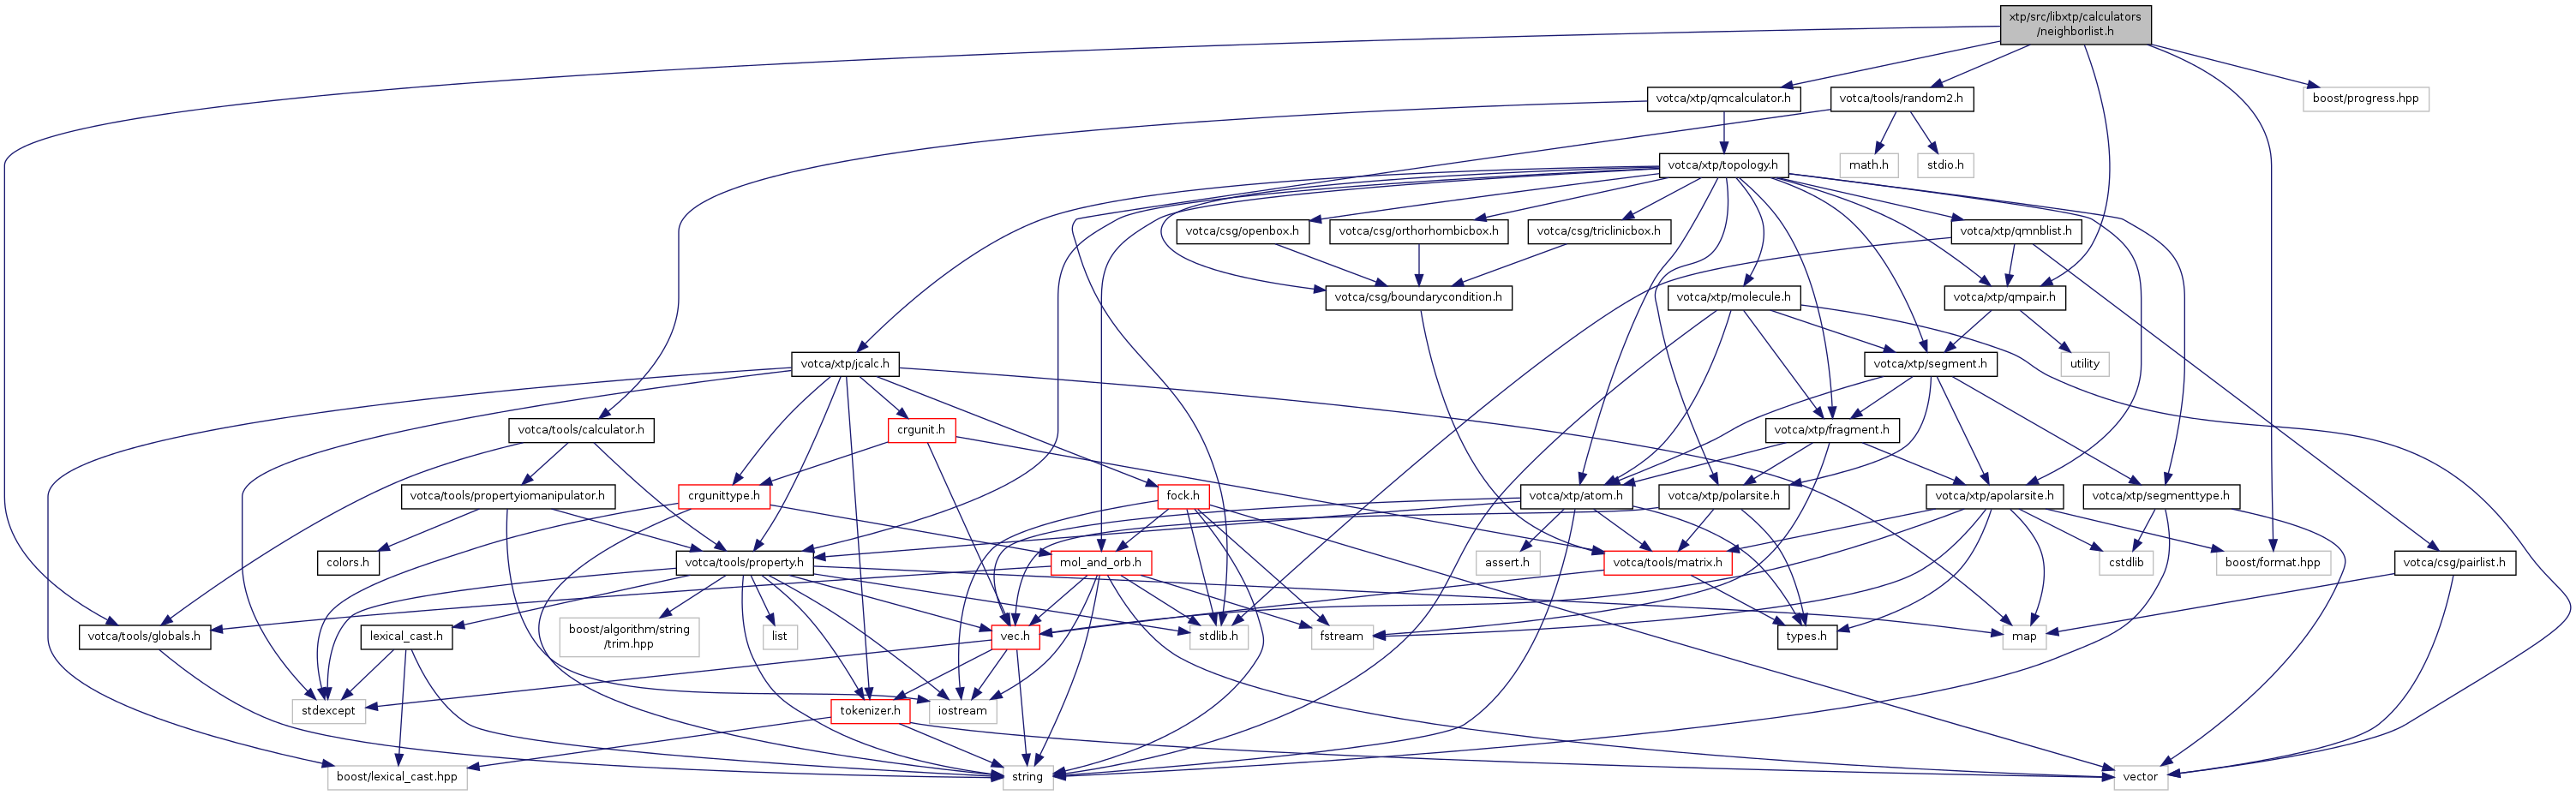 xtp/src/libxtp/calculators
/neighborlist.h
votca/xtp/qmcalculator.h
votca/tools/random2.h
boost/progress.hpp
votca/xtp/topology.h
math.h
stdio.h
votca/csg/openbox.h
votca/csg/orthorhombicbox.h
votca/csg/triclinicbox.h
votca/xtp/qmnblist.h
votca/csg/boundarycondition.h
votca/xtp/molecule.h
votca/xtp/qmpair.h
votca/xtp/jcalc.h
votca/xtp/segment.h
utility
votca/tools/calculator.h
crgunit.h
votca/xtp/fragment.h
votca/tools/propertyiomanipulator.h
crgunittype.h
fock.h
votca/xtp/atom.h
votca/xtp/polarsite.h
votca/xtp/apolarsite.h
votca/xtp/segmenttype.h
colors.h
votca/tools/property.h
mol_and_orb.h
assert.h
votca/tools/matrix.h
cstdlib
boost/format.hpp
votca/csg/pairlist.h
votca/tools/globals.h
lexical_cast.h
boost/algorithm/string
/trim.hpp
list
vec.h
stdlib.h
fstream
types.h
map
stdexcept
tokenizer.h
iostream
boost/lexical_cast.hpp
string
vector